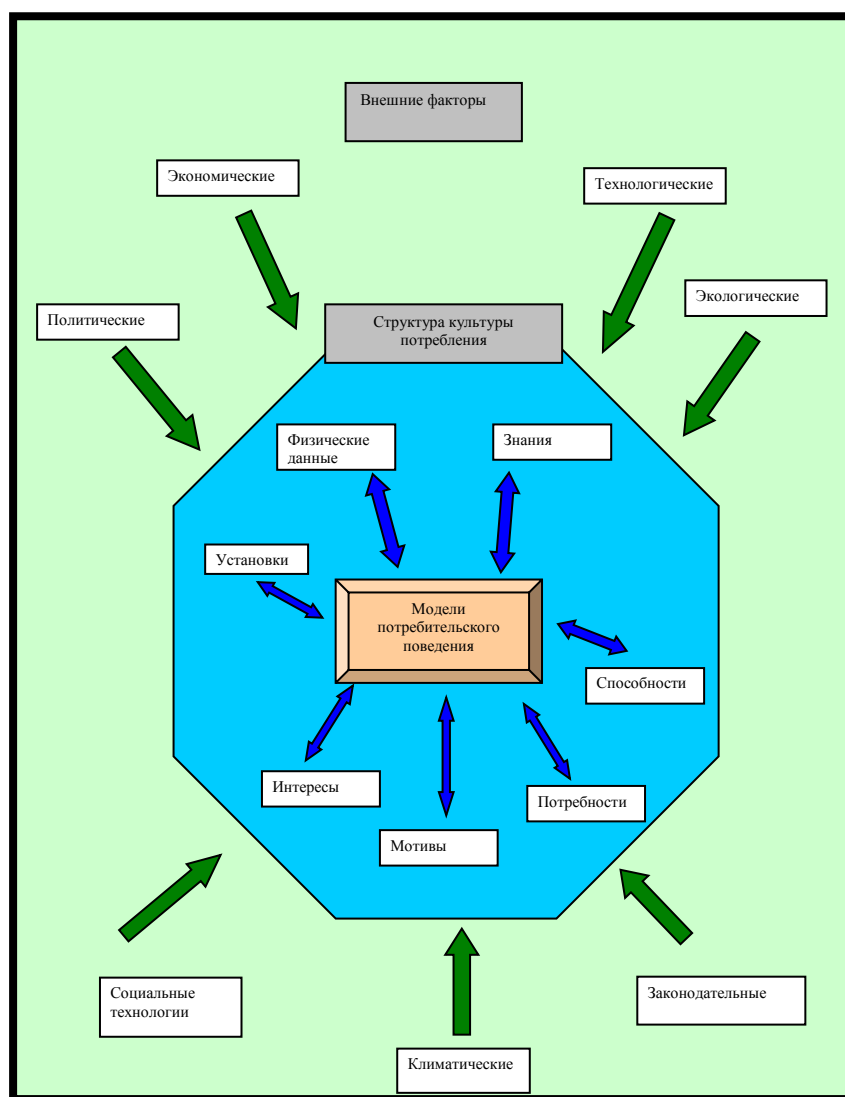 Внешние факторы
Экономические
Технологические
Экологические
Политические
Структура культуры
потребления
Физические
данные
Знания
Установки
Модели
потребительского
поведения
Способности
Интересы
Потребности
Мотивы
Социальные
технологии
Законодательные
Климатические